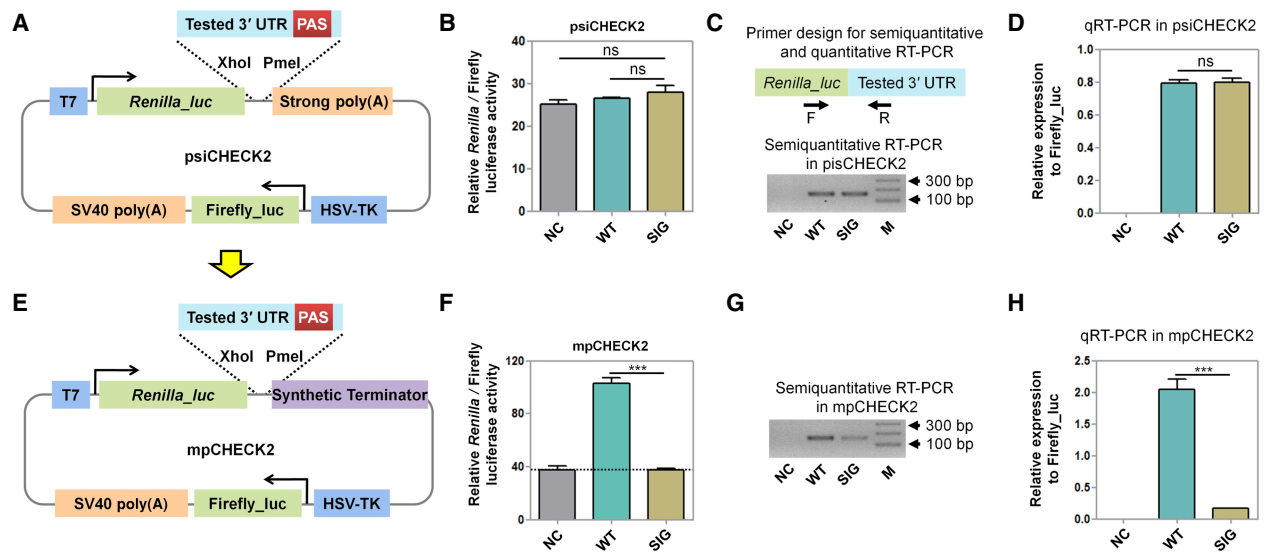 A
Tested 3′ UTR PAS
XhoI PmeI
T7 Renilla_luc Strong poly(A)
psiCHECK2
SV40 poly(A) Firefly_luc HSV-TK
B
psiCHECK2
Relative Renilla / Firefly
luciferase activity
40
30
20
10
0
ns
ns
NC WT SIG
C
Primer design for semiquantitative
and quantitative RT-PCR
Renilla_luc Tested 3′ UTR
F R
Semiquantitative RT-PCR
in pisCHECK2
300 bp
100 bp
NC WT SIG M
D
qRT-PCR in psiCHECK2
Relative expression
to Firefly_luc
1.0
0.8
0.6
0.4
0.2
0.0
ns
NC WT SIG
E
Tested 3′ UTR PAS
XhoI PmeI
T7 Renilla_luc Synthetic Terminator
mpCHECK2
SV40 poly(A) Firefly_luc HSV-TK
F
mpCHECK2
Relative Renilla / Firefly
luciferase activity
120
80
40
0
***
NC WT SIG
G
Semiquantitative RT-PCR
in mpCHECK2
300 bp
100 bp
NC WT SIG M
H
qRT-PCR in mpCHECK2
Relative expression
to Firefly_luc
2.5
2.0
1.5
1.0
0.5
0.0
***
NC WT SIG